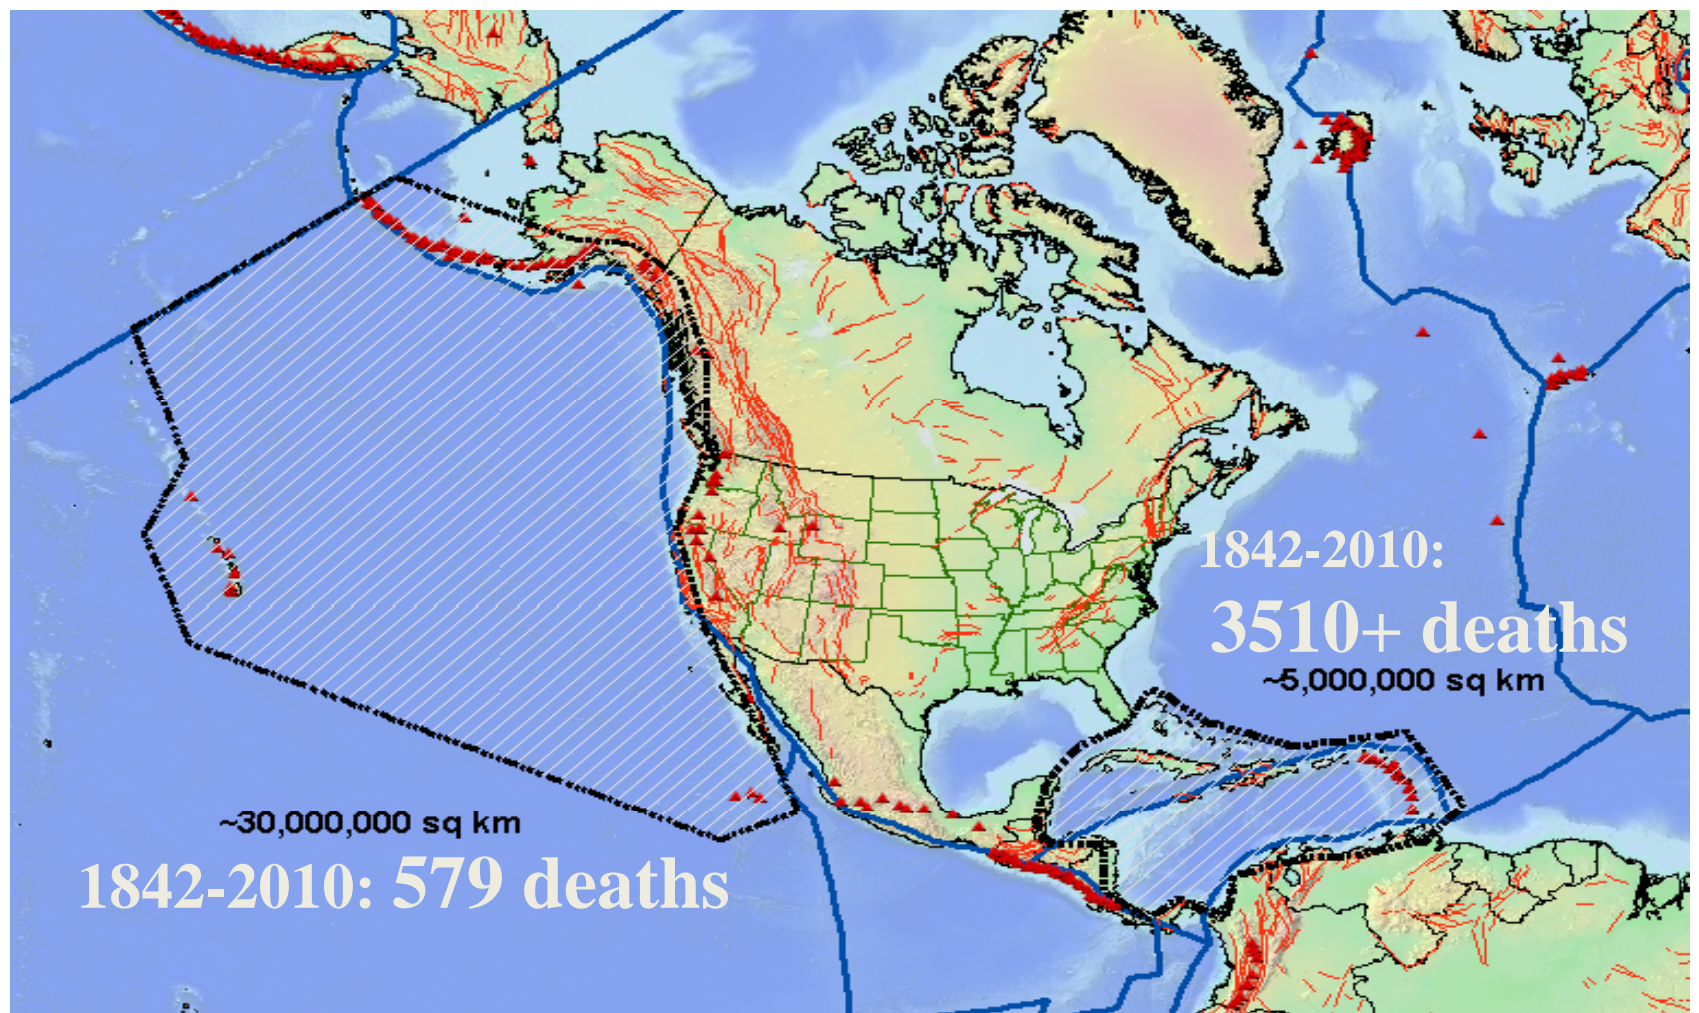 1842-2010:
3510+ deaths
~5,000,000 sq km
~30,000,000 sq km
1842-2010: 579 deaths